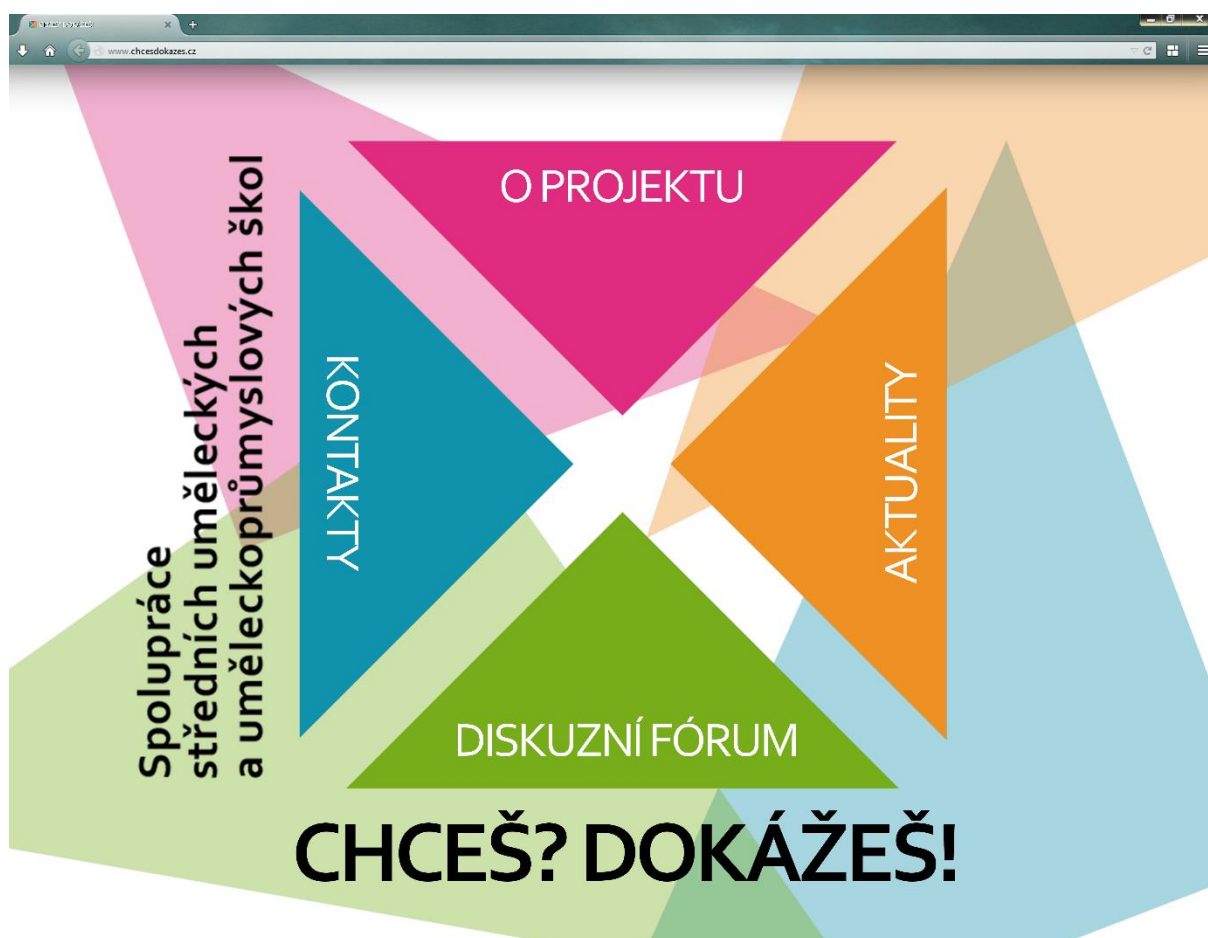 www.chcesdokazes.cz
O PROJEKTU
Spolupráce
středních uměleckých
a uměleckoprůmyslových škol
KONTAKTY
AKTUALITY
DISKUZNÍ FÓRUM
CHCEŠ? DOKÁŽEŠ!